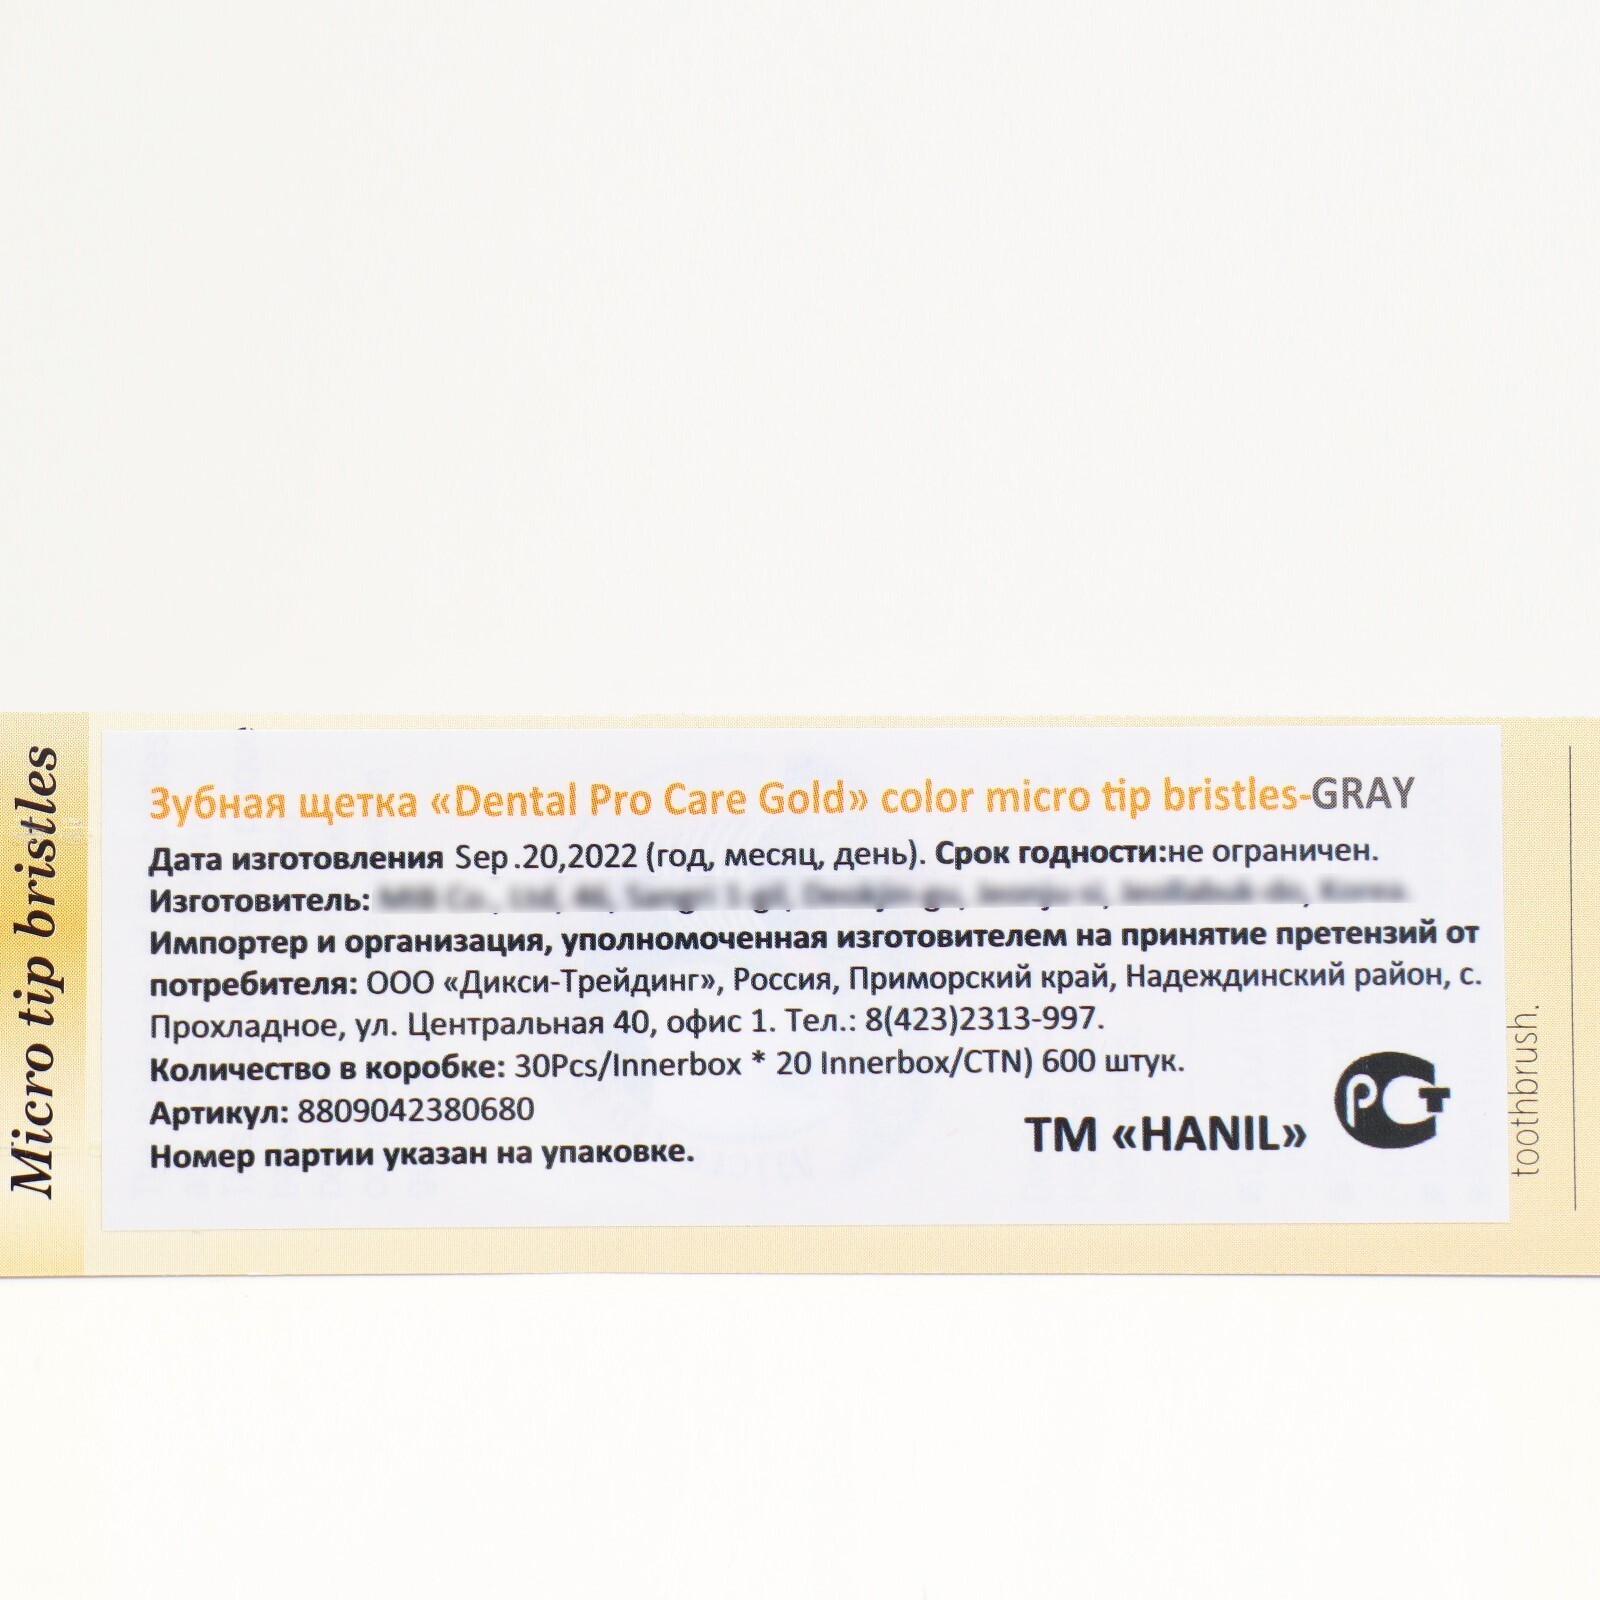 Micro tip bristles
Зубная щетка «Dental Pro Care Gold» color micro tip bristles-GRAY
Дата изготовления Sep.20,2022 (год, месяц, день). Срок годности:не ограничен.
Изготовитель:
Импортер и организация, уполномоченная изготовителем на принятие претензий от
потребителя: ООО «Дикси-Трейдинг», Россия, Приморский край, Надеждинский район, с.
Прохладное, ул. Центральная 40, офис 1. Тел.: 8(423)2313-997.
Количество в коробке: 30Pcs/Innerbox * 20 Innerbox/CTN) 600 штук.
Артикул: 8809042380680
Номер партии указан на упаковке.
ТМ «HANIL»
РСТ
toothbrush.